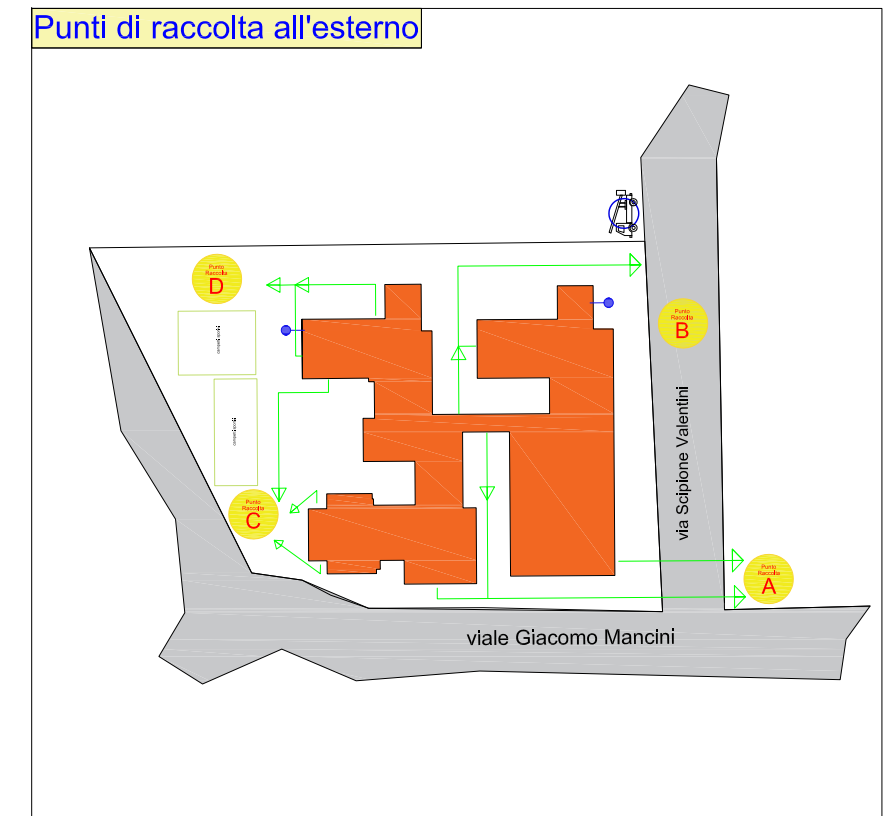 Punti di raccolta all'esterno
Punto
Raccolta
D
Punto
Raccolta
B
via Scipione Valentini
Punto
Raccolta
C
Punto
Raccolta
A
viale Giacomo Mancini